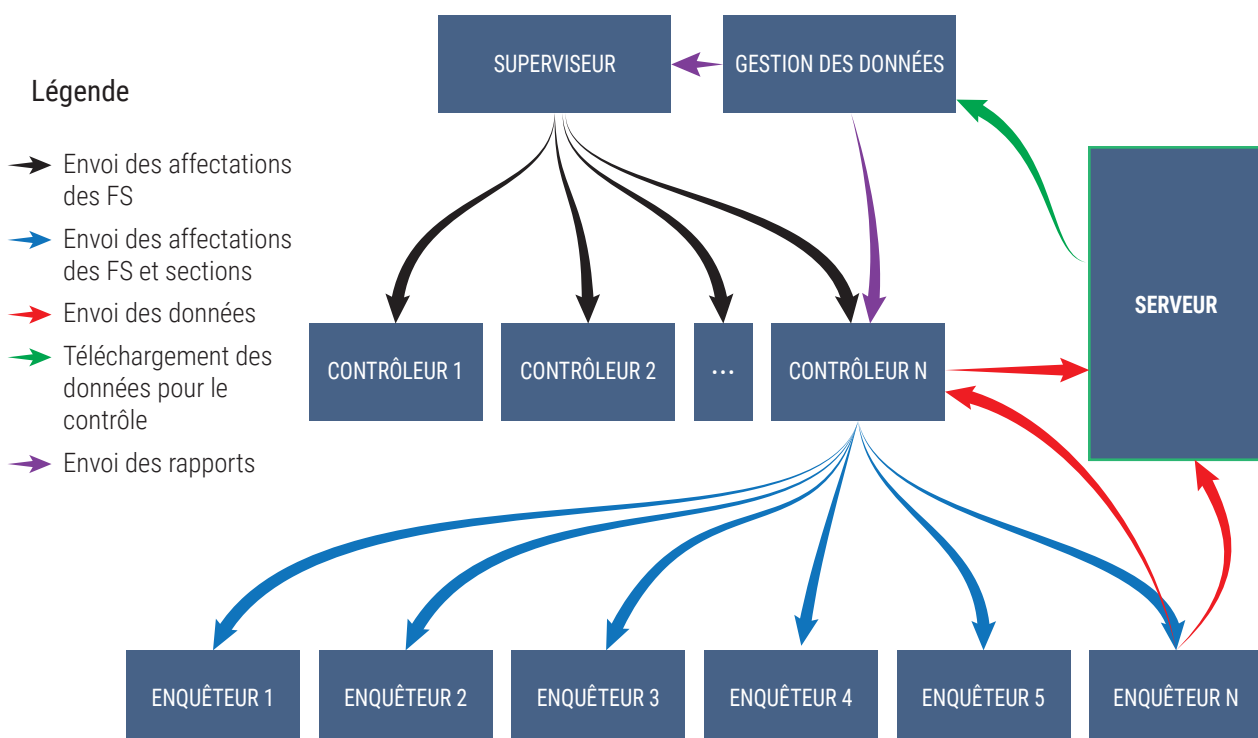 SUPERVISEUR
GESTION DES DONNÉES
Légende
Envoi des affectations
des FS
Envoi des affectations
des FS et sections
Envoi des données
Téléchargement des
données pour le
contrôle
Envoi des rapports
SERVEUR
CONTRÔLEUR 1
CONTRÔLEUR 2
...
CONTRÔLEUR N
ENQUÊTEUR 1
ENQUÊTEUR 2
ENQUÊTEUR 3
ENQUÊTEUR 4
ENQUÊTEUR 5
ENQUÊTEUR N